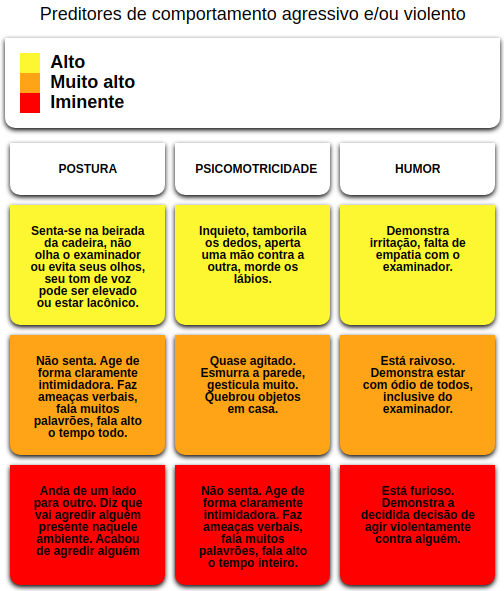 Preditores de comportamento agressivo e/ou violento
Alto
Muito alto
Iminente
POSTURA
PSICOMOTRICIDADE
HUMOR
Senta-se na beirada
da cadeira, não
olha o examinador
ou evita seus olhos,
seu tom de voz
pode ser elevado
ou estar lacônico.
Inquieto, tamborila
os dedos, aperta
uma mão contra a
outra, morde os
lábios.
Demonstra
irritação, falta de
empatia com o
examinador.
Não senta. Age de
forma claramente
intimidadora. Faz
ameaças verbais,
fala muitos
palavrões, fala alto
o tempo todo.
Quase agitado.
Esmurra a parede,
gesticula muito.
Quebrou objetos
em casa.
Está raivoso.
Demonstra estar
com ódio de todos,
inclusive do
examinador.
Anda de um lado
para outro. Diz que
vai agredir alguém
presente naquele
ambiente. Acabou
de agredir alguém
Não senta. Age de
forma claramente
intimidadora. Faz
ameaças verbais,
fala muitos
palavrões, fala alto
o tempo inteiro.
Está furioso.
Demonstra a
decidida decisão de
agir violentamente
contra alguém.